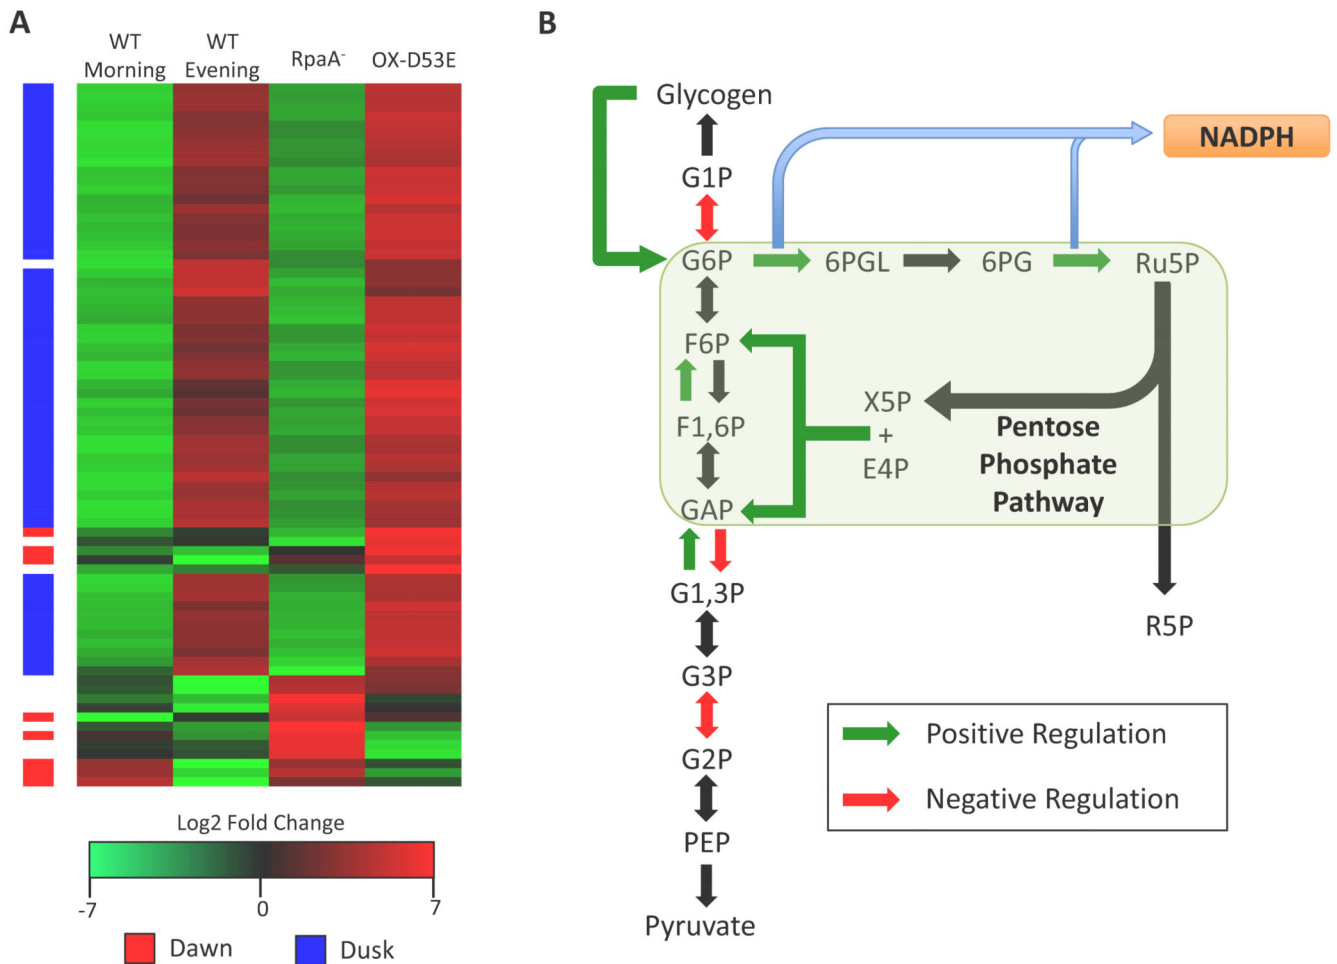 A
WT
Morning
WT
Evening
RpaA-
OX-D53E
Log2 Fold Change
-7
0
7
Dawn
Dusk
B
Glycogen
G1P
NADPH
G6P
6PGL
6PG
Ru5P
F6P
F1,6P
X5P
+
E4P
Pentose
Phosphate
Pathway
GAP
G1,3P
R5P
G3P
G2P
PEP
Pyruvate
Positive Regulation
Negative Regulation